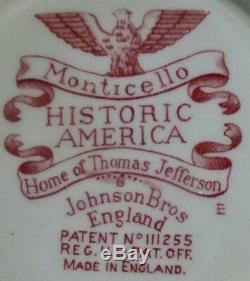 Monticello
HISTORIC
AMERICA
Home of Thomas Jefferson
Johnson Bros
England
PATENT Nº 111255
REG. U.S. PAT. OFF.
MADE IN ENGLAND.